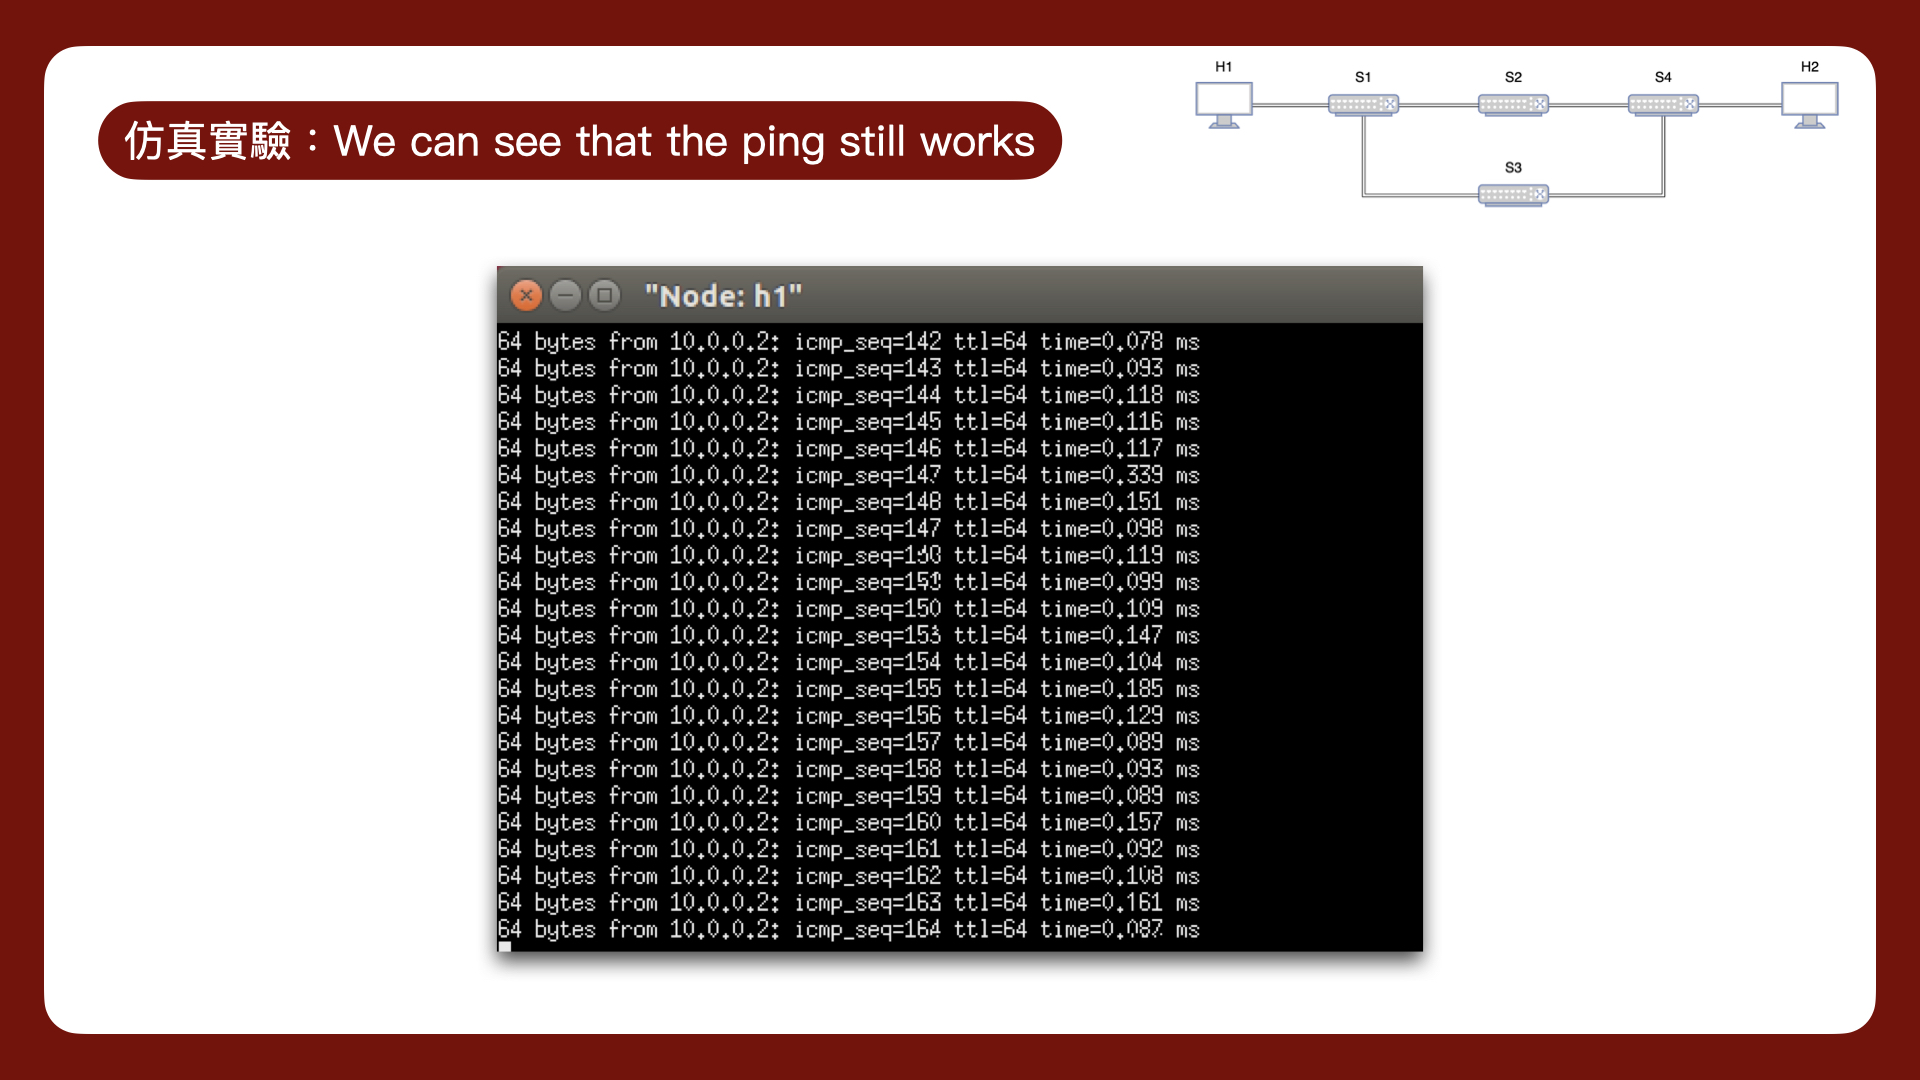 仿真實驗：We can see that the ping still works
H1
S1
S2
S4
H2
S3
"Node: h1"
64 bytes from 10.0.0.2: icmp_seq=142 ttl=64 time=0.078 ms
64 bytes from 10.0.0.2: icmp_seq=143 ttl=64 time=0.093 ms
64 bytes from 10.0.0.2: icmp_seq=144 ttl=64 time=0.118 ms
64 bytes from 10.0.0.2: icmp_seq=145 ttl=64 time=0.116 ms
64 bytes from 10.0.0.2: icmp_seq=146 ttl=64 time=0.117 ms
64 bytes from 10.0.0.2: icmp_seq=147 ttl=64 time=0.339 ms
64 bytes from 10.0.0.2: icmp_seq=148 ttl=64 time=0.151 ms
64 bytes from 10.0.0.2: icmp_seq=147 ttl=64 time=0.098 ms
64 bytes from 10.0.0.2: ttl=64 time=0.119 ms
64 bytes from 10.0.0.2: ttl=64 time=0.099 ms
64 bytes from 10.0.0.2: icmp_seq=150 ttl=64 time=0.109 ms
64 bytes from 10.0.0.2: icmp_seq=153 ttl=64 time=0.147 ms
64 bytes from 10.0.0.2: icmp_seq=154 ttl=64 time=0.104 ms
64 bytes from 10.0.0.2: icmp_seq=155 ttl=64 time=0.185 ms
64 bytes from 10.0.0.2: icmp_seq=156 ttl=64 time=0.129 ms
64 bytes from 10.0.0.2: icmp_seq=157 ttl=64 time=0.089 ms
64 bytes from 10.0.0.2: icmp_seq=158 ttl=64 time=0.093 ms
64 bytes from 10.0.0.2: icmp_seq=159 ttl=64 time=0.089 ms
64 bytes from 10.0.0.2: icmp_seq=160 ttl=64 time=0.157 ms
64 bytes from 10.0.0.2: icmp_seq=161 ttl=64 time=0.092 ms
64 bytes from 10.0.0.2: icmp_seq=162 ttl=64 time=0.108 ms
64 bytes from 10.0.0.2: icmp_seq=163 ttl=64 time=0.161 ms
64 bytes from 10.0.0.2: icmp_seq=164 ttl=64 time=0.087 ms